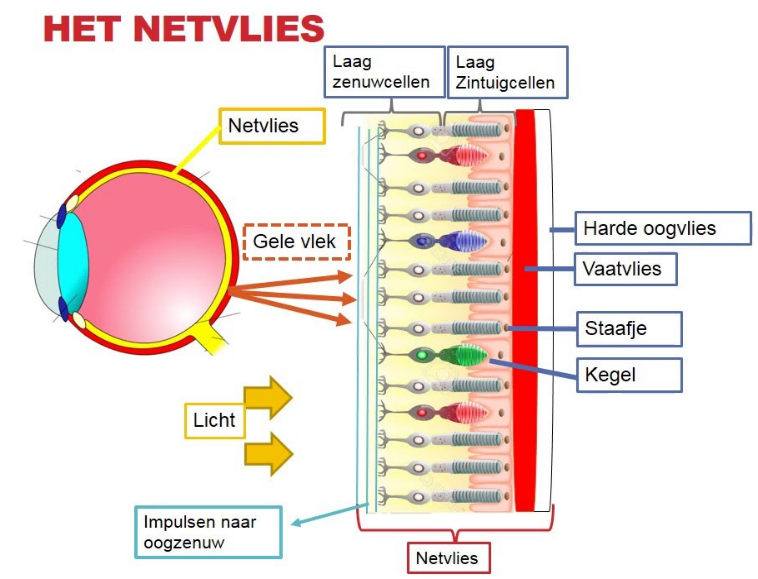 HET NETVLIES
Laag
zenuwcellen
Laag
Zintuigcellen
Netvlies
Gele vlek
Harde oogvlies
Vaatvlies
Staafje
Kegel
Licht
Impulsen naar
oogzenuw
Netvlies